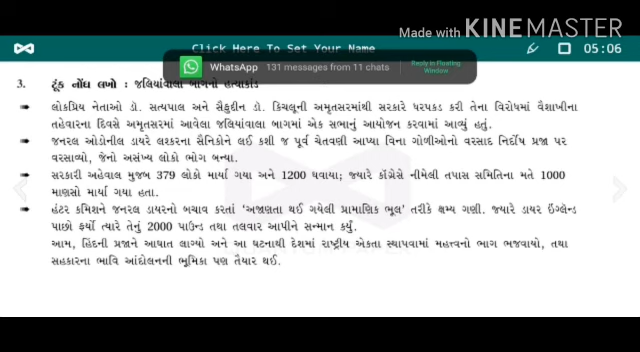 Made with KINEMASTER
Click Here To Set Your Name
05:06
WhatsApp 131 messages from 11 chats
Reply in Floating Window
3. ટૂંક નોંધ લખો : જલિયાંવાલા બાગનો હત્યાકાંડ
➠ લોકપ્રિય નેતાઓ ડો. સત્યપાલ અને સૈફુદ્દીન ડો. કિચલૂની અમૃતસરમાંથી સરકારે ધરપકડ કરી તેના વિરોધમાં વૈશાખીના
તહેવારના દિવસે અમૃતસરમાં આવેલા જલિયાંવાલા બાગમાં એક સભાનું આયોજન કરવામાં આવ્યું હતું.
➠ જનરલ ઓડોનીલ ડાયરે લશ્કરના સૈનિકોને લઈ કશી જ પૂર્વ ચેતવણી આપ્યા વિના ગોળીઓનો વરસાદ નિર્દોષ પ્રજા પર
વરસાવ્યો, જેનો અસંખ્ય લોકો ભોગ બન્યા.
➠ સરકારી અહેવાલ મુજબ 379 લોકો માર્યા ગયા અને 1200 ઘવાયા; જ્યારે કૉંગ્રેસે નીમેલી તપાસ સમિતિના મતે 1000
માણસો માર્યા ગયા હતા.
➠ હંટર કમિશને જનરલ ડાયરનો બચાવ કરતાં ‘અજાણતા થઈ ગયેલી પ્રામાણિક ભૂલ’ તરીકે ક્ષમ્ય ગણી. જ્યારે ડાયર ઇંગ્લેન્ડ
પાછો ફર્યો ત્યારે તેનું 2000 પાઉન્ડ તથા તલવાર આપીને સન્માન કર્યું.
આમ, હિંદની પ્રજાને આઘાત લાગ્યો અને આ ઘટનાથી દેશમાં રાષ્ટ્રીય એકતા સ્થાપવામાં મહત્ત્વનો ભાગ ભજવાયો, તથા
સહકારના ભાવિ આંદોલનની ભૂમિકા પણ તૈયાર થઈ.